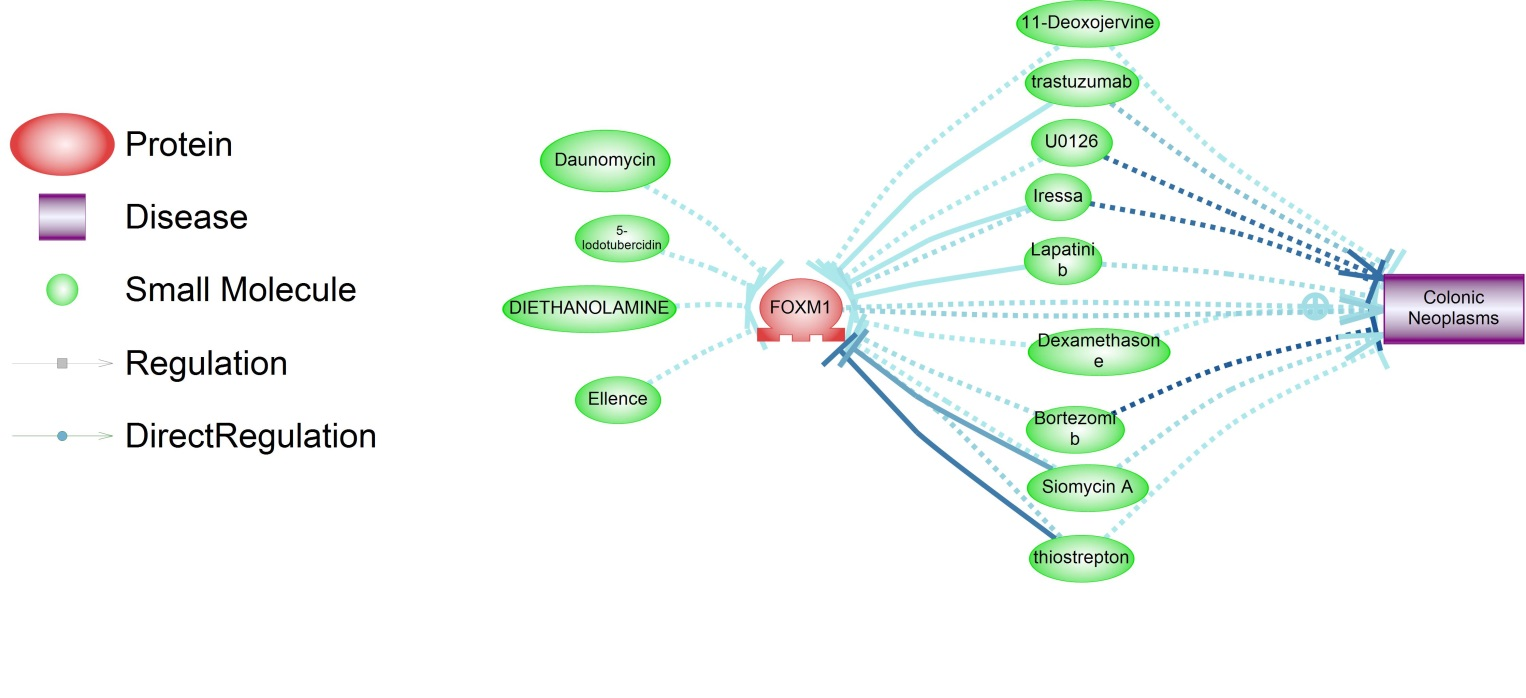 Protein
Disease
Small Molecule
Regulation
DirectRegulation
Daunomycin
5-
Iodotubercidin
DIETHANOLAMINE
Ellence
FOXM1
11-Deoxojervine
trastuzumab
U0126
Iressa
Lapatini
b
Dexamethason
e
Bortezomi
b
Siomycin A
thiostrepton
Colonic
Neoplasms